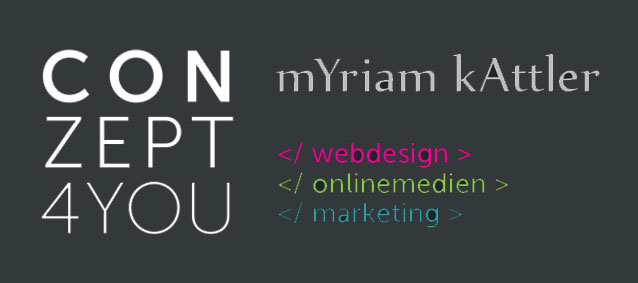 CON
ZEPT
4YOU
mYriam kAttler
</ webdesign >
</ onlinemedien >
</ marketing >